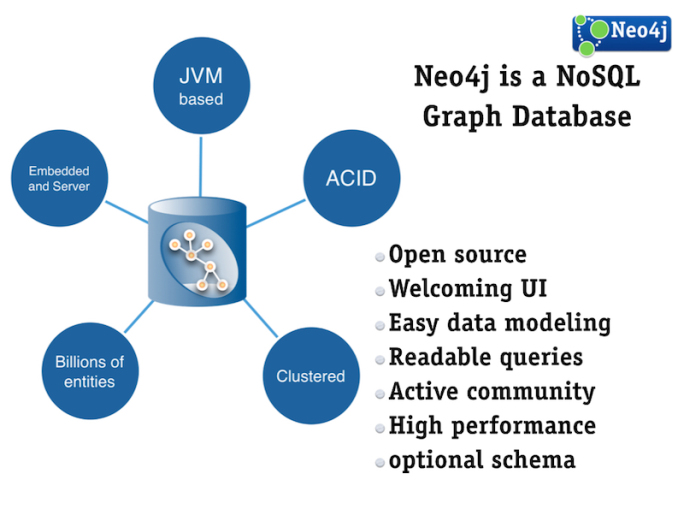 Neo4j
Neo4j is a NoSQL
Graph Database
JVM
based
Embedded
and Server
ACID
Billions of
entities
Clustered
Open source
Welcoming UI
Easy data modeling
Readable queries
Active community
High performance
optional schema